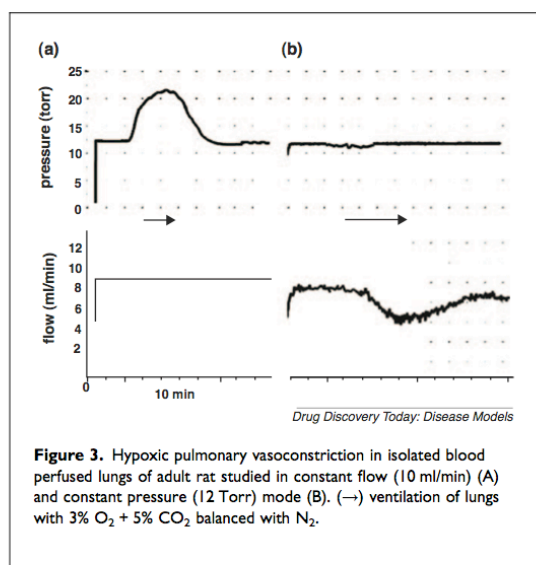 (a)
(b)
25
20
15
10
5
0
pressure (torr)
12
10
8
6
4
2
flow (ml/min)
0
10 min
Drug Discovery Today: Disease Models
Figure 3. Hypoxic pulmonary vasoconstriction in isolated blood
perfused lungs of adult rat studied in constant flow (10 ml/min) (A)
and constant pressure (12 Torr) mode (B). (→) ventilation of lungs
with 3% O₂ + 5% CO₂ balanced with N₂.